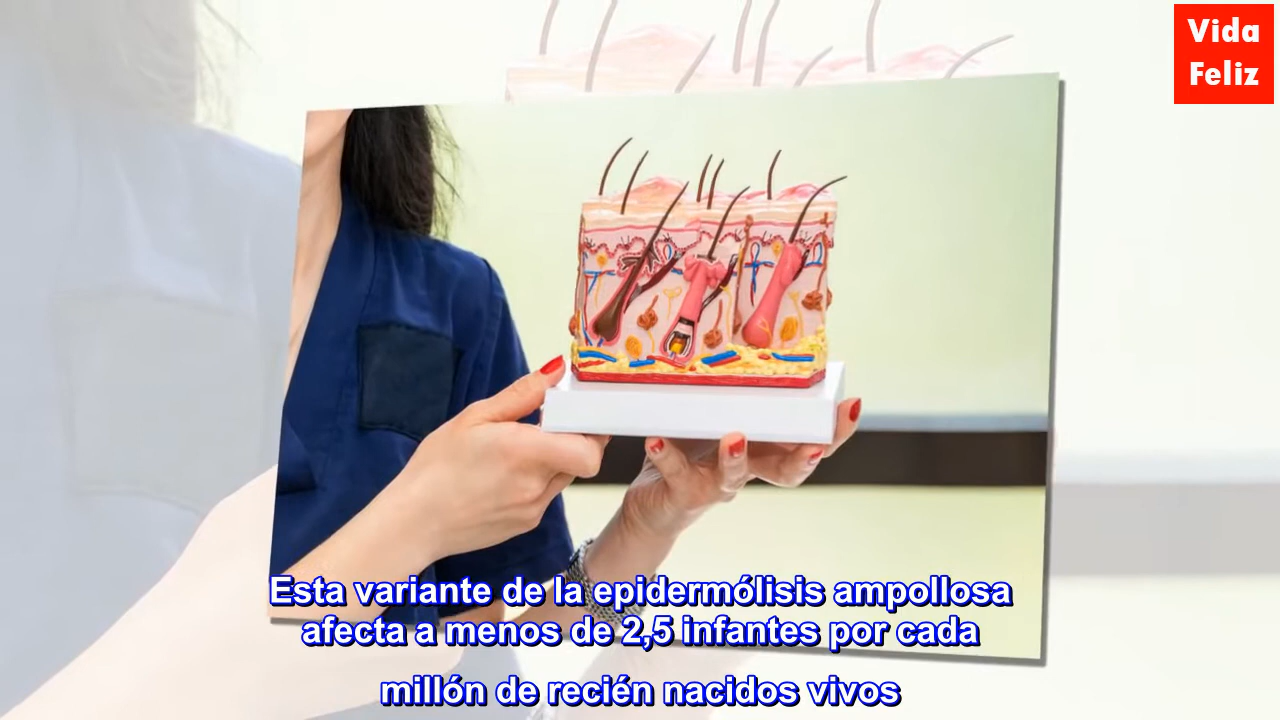 Vida
Feliz
Esta variante de la epidermólisis ampollosa
afecta a menos de 2,5 infantes por cada
millón de recién nacidos vivos